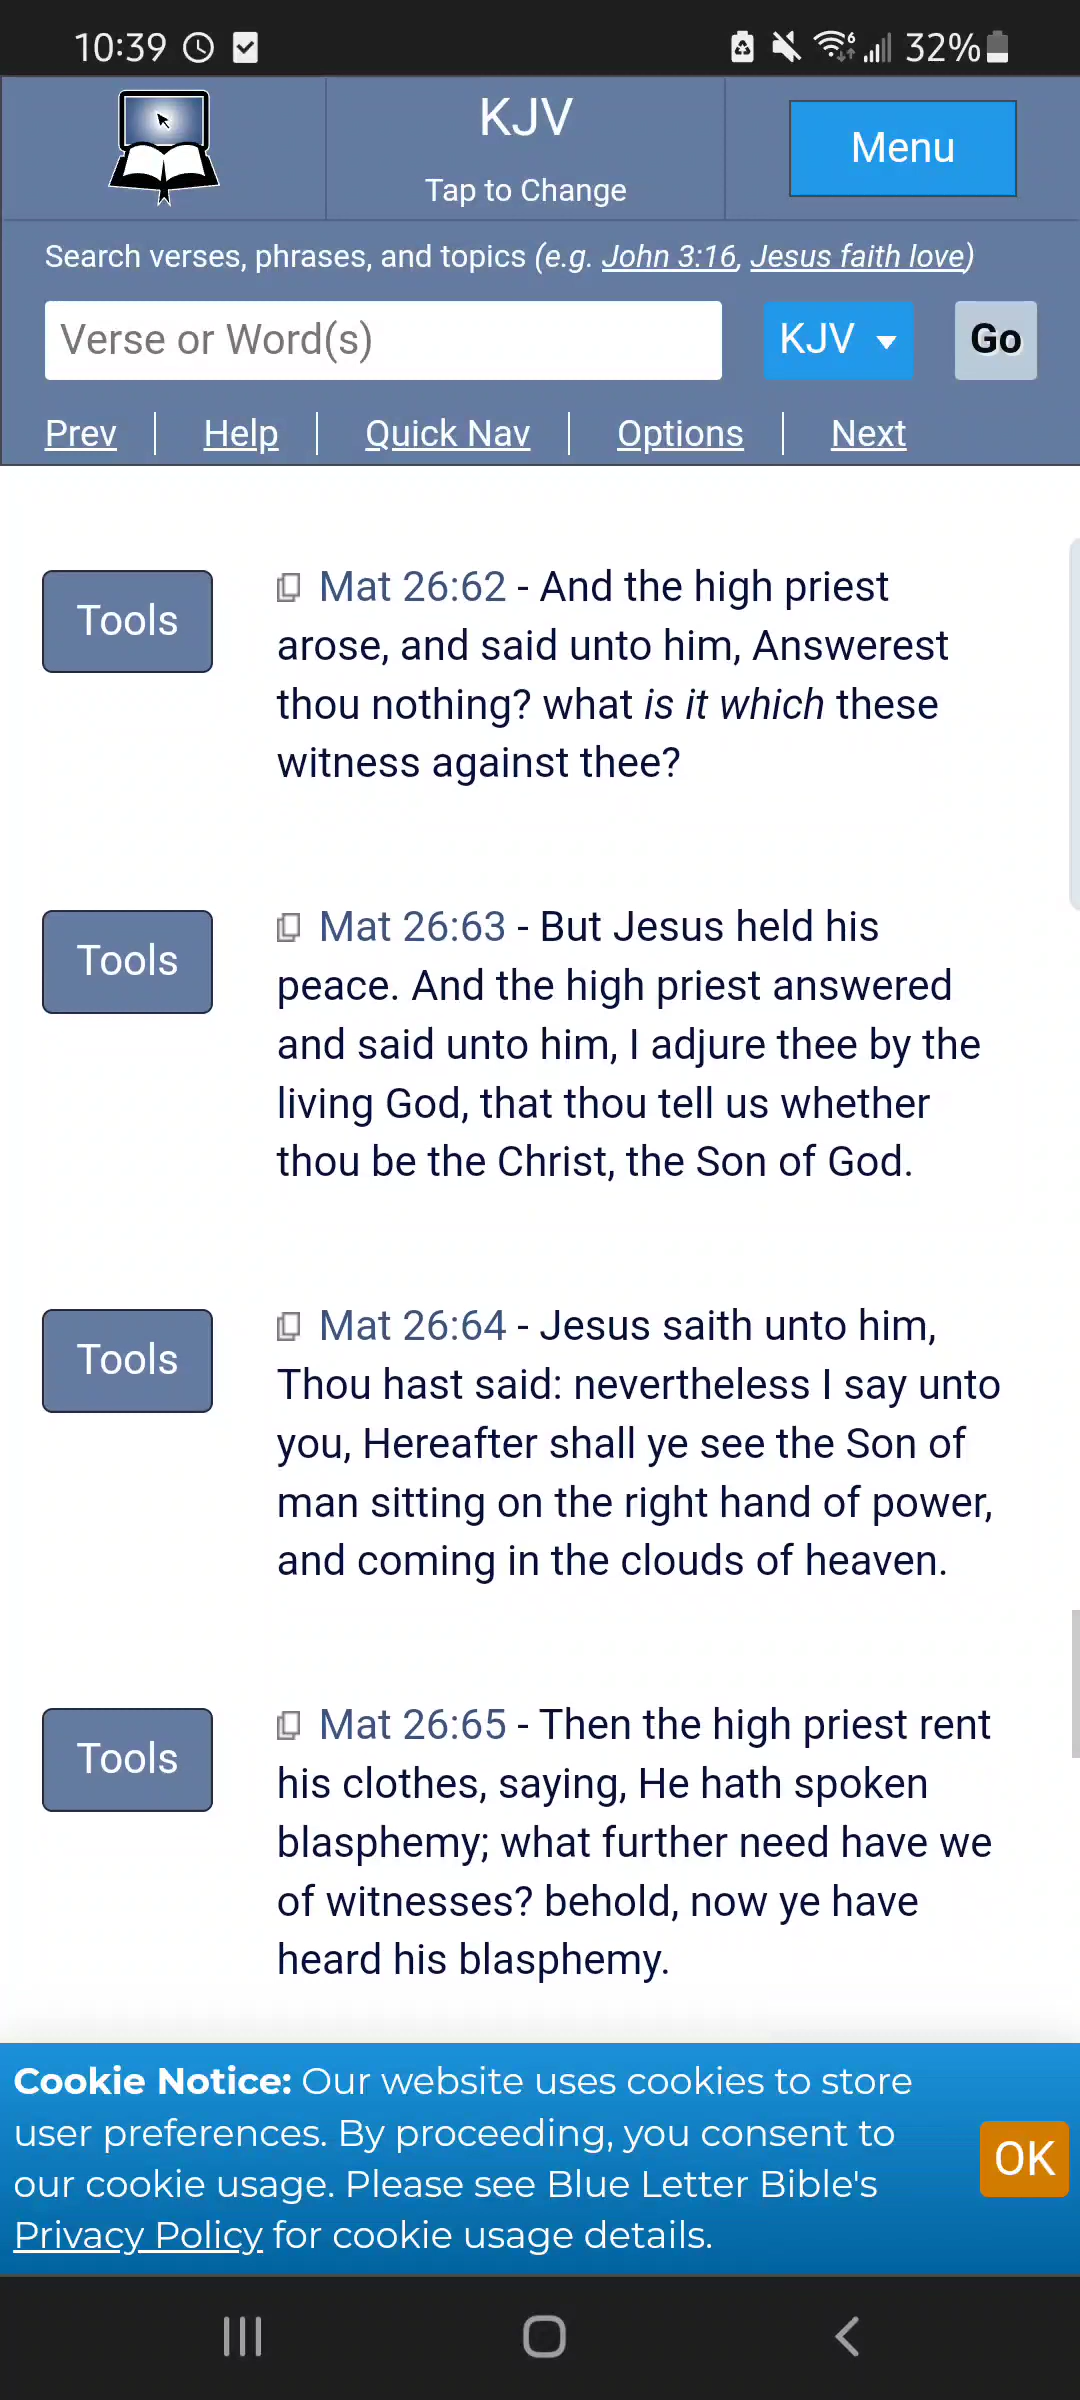 10:39
6
32%
KJV
Tap to Change
Menu
Search verses, phrases, and topics (e.g. John 3:16, Jesus faith love)
Verse or Word(s)
KJV
Go
Prev
Help
Quick Nav
Options
Next
Tools
Mat 26:62 - And the high priest
arose, and said unto him, Answerest
thou nothing? what is it which these
witness against thee?
Tools
Mat 26:63 - But Jesus held his
peace. And the high priest answered
and said unto him, I adjure thee by the
living God, that thou tell us whether
thou be the Christ, the Son of God.
Tools
Mat 26:64 - Jesus saith unto him,
Thou hast said: nevertheless I say unto
you, Hereafter shall ye see the Son of
man sitting on the right hand of power,
and coming in the clouds of heaven.
Tools
Mat 26:65 - Then the high priest rent
his clothes, saying, He hath spoken
blasphemy; what further need have we
of witnesses? behold, now ye have
heard his blasphemy.
Cookie Notice: Our website uses cookies to store
user preferences. By proceeding, you consent to
our cookie usage. Please see Blue Letter Bible's
Privacy Policy for cookie usage details.
OK